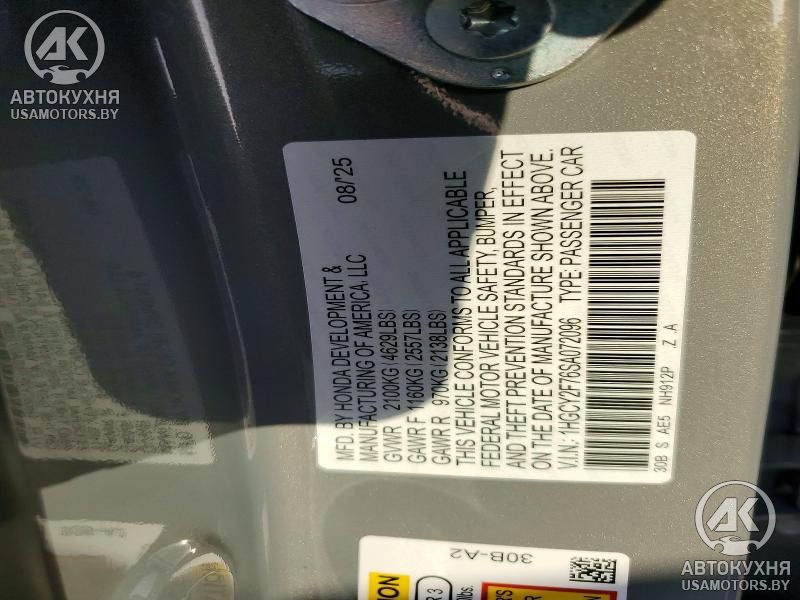 AK
АВТОКУХНЯ
USAMOTORS.BY
MFD. BY HONDA DEVELOPMENT & 08/'25
MANUFACTURING OF AMERICA, LLC
GVWR 2100KG(4629LBS)
GAWR F 1160KG(2557LBS)
GAWR R 970KG(2138LBS)
THIS VEHICLE CONFORMS TO ALL APPLICABLE
FEDERAL MOTOR VEHICLE SAFETY, BUMPER,
AND THEFT PREVENTION STANDARDS IN EFFECT
ON THE DATE OF MANUFACTURE SHOWN ABOVE.
V.I.N.: 1HGCY2F76SA072096 TYPE: PASSENGER CAR
30B S AE5 NH912P Z A
30B-A2
AK
АВТОКУХНЯ
USAMOTORS.BY